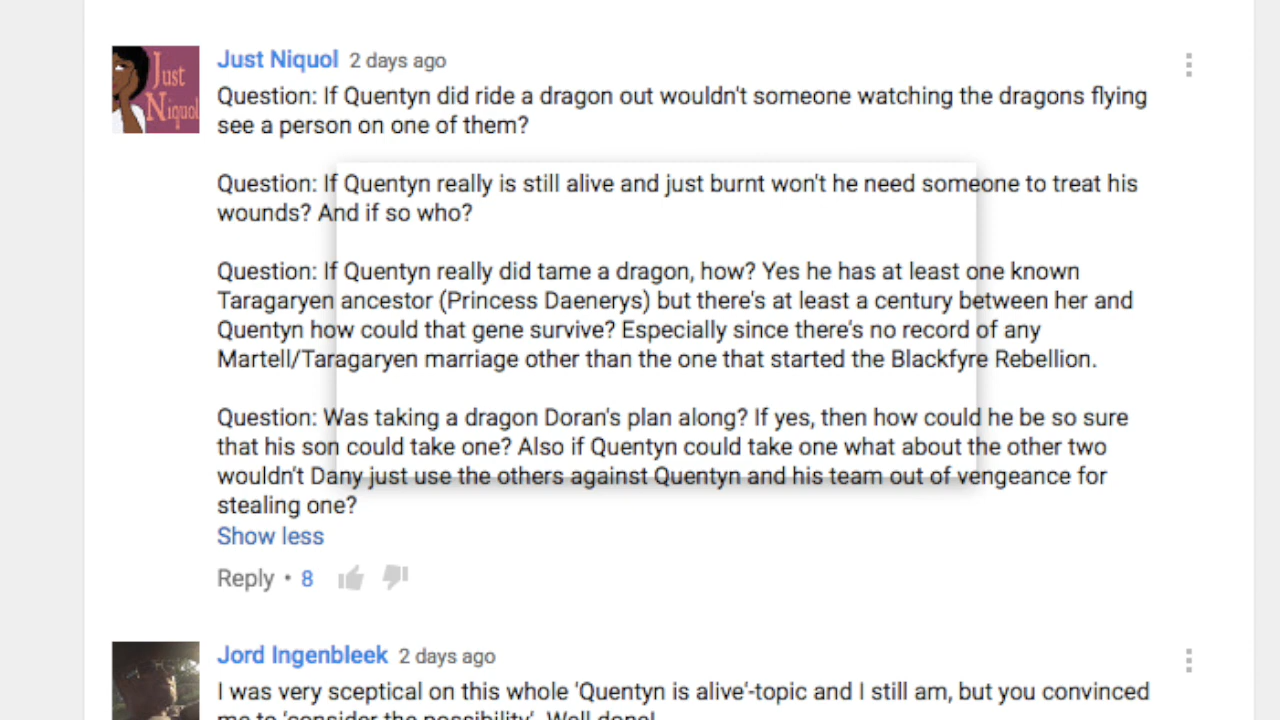 Just
Niquol
Just Niquol 2 days ago
Question: If Quentyn did ride a dragon out wouldn't someone watching the dragons flying
see a person on one of them?
Question: If Quentyn really is still alive and just burnt won't he need someone to treat his
wounds? And if so who?
Question: If Quentyn really did tame a dragon, how? Yes he has at least one known
Taragaryen ancestor (Princess Daenerys) but there's at least a century between her and
Quentyn how could that gene survive? Especially since there's no record of any
Martell/Taragaryen marriage other than the one that started the Blackfyre Rebellion.
Question: Was taking a dragon Doran's plan along? If yes, then how could he be so sure
that his son could take one? Also if Quentyn could take one what about the other two
wouldn't Dany just use the others against Quentyn and his team out of vengeance for
stealing one?
Show less
Reply • 8
Jord Ingenbleek 2 days ago
I was very sceptical on this whole 'Quentyn is alive'-topic and I still am, but you convinced
me to 'consider the possibility'. Well done!